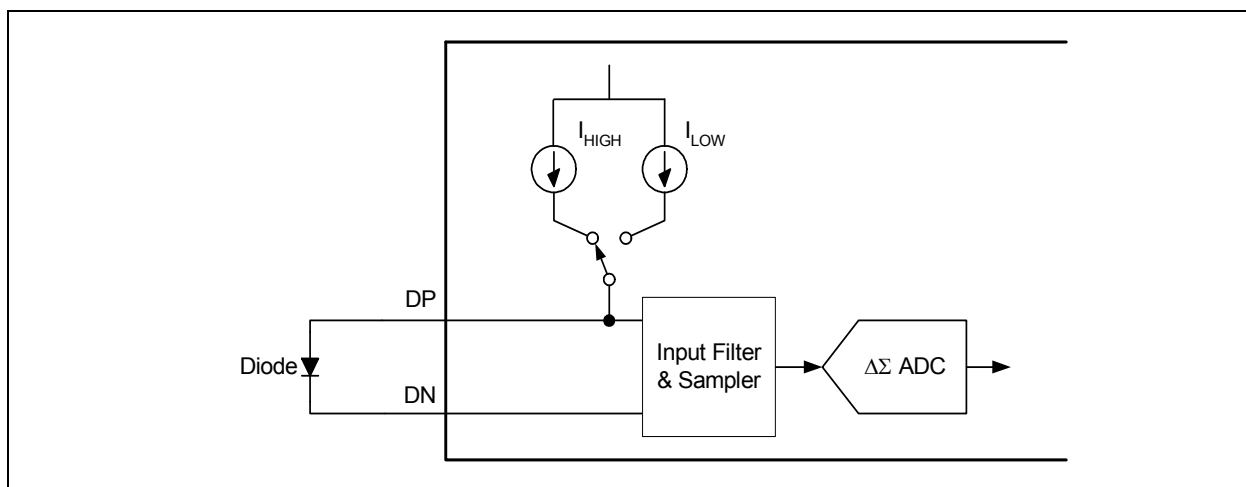 I_HIGH I_LOW
DP
Diode
DN
Input Filter
& Sampler
ΔΣ ADC